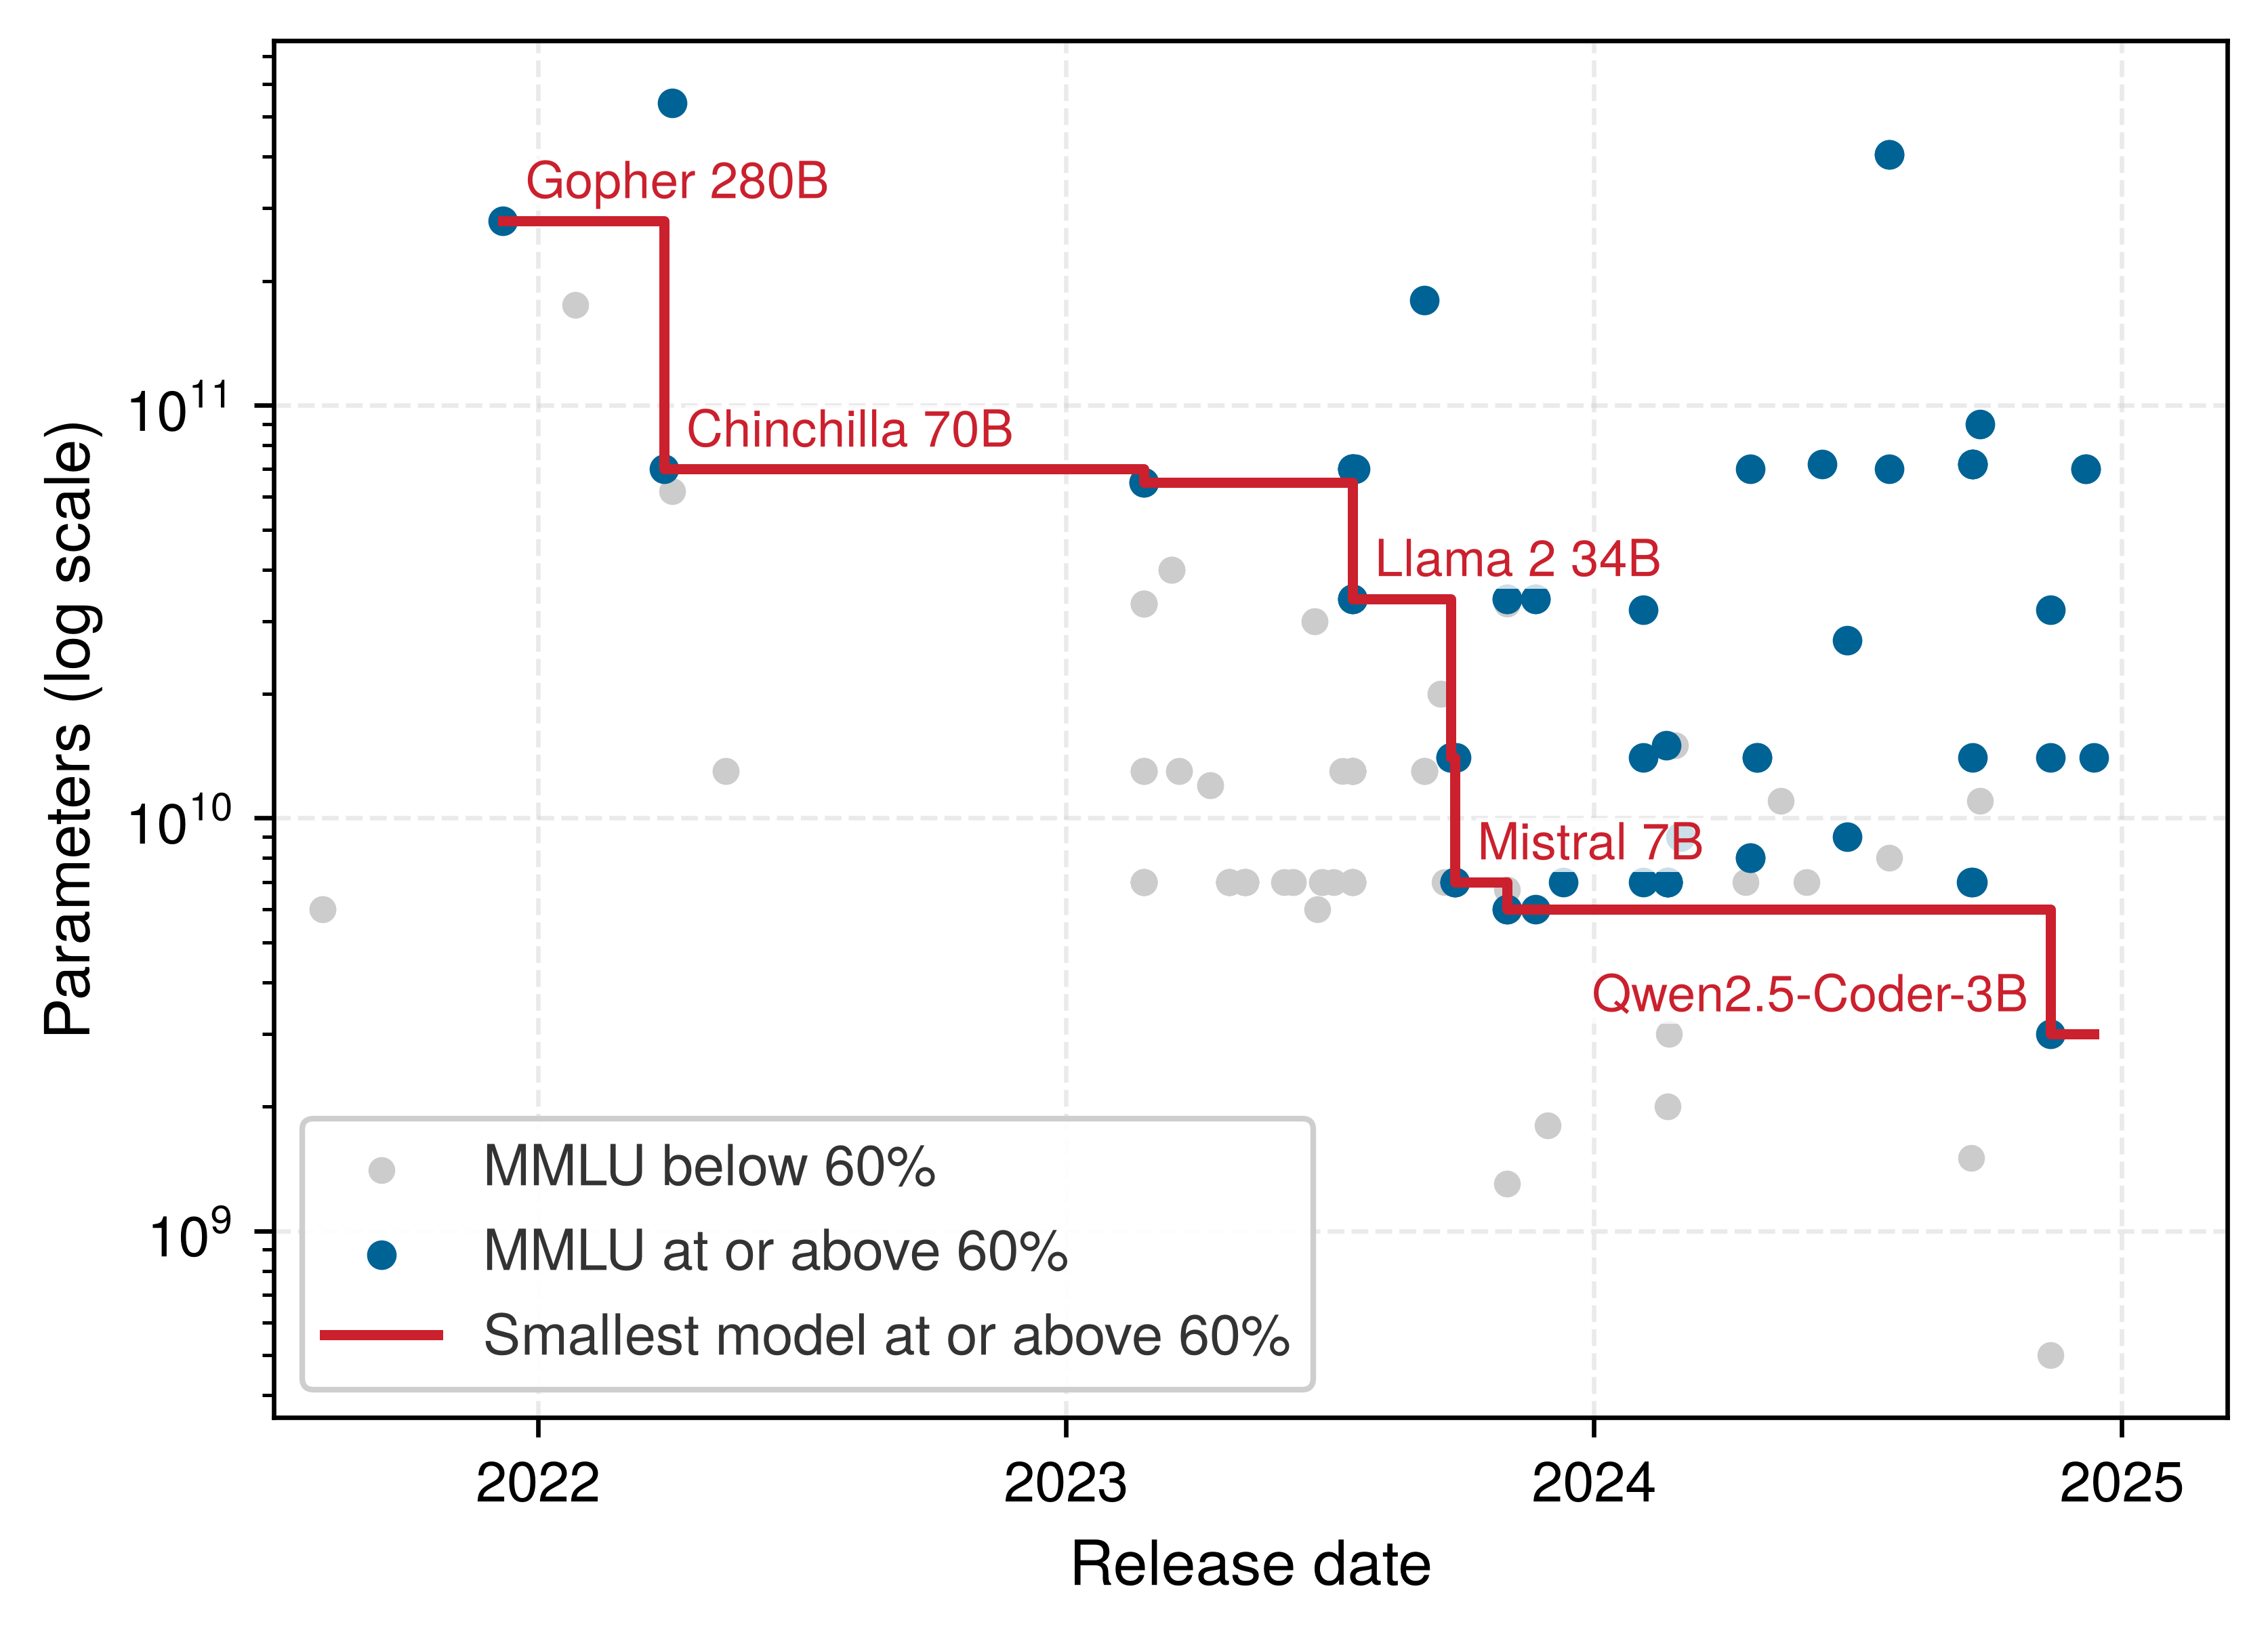 Gopher 280B
Chinchilla 70B
Llama 2 34B
Mistral 7B
Qwen2.5-Coder-3B
10^11
10^10
10^9
Parameters (log scale)
MMLU below 60%
MMLU at or above 60%
Smallest model at or above 60%
2022 2023 2024 2025
Release date